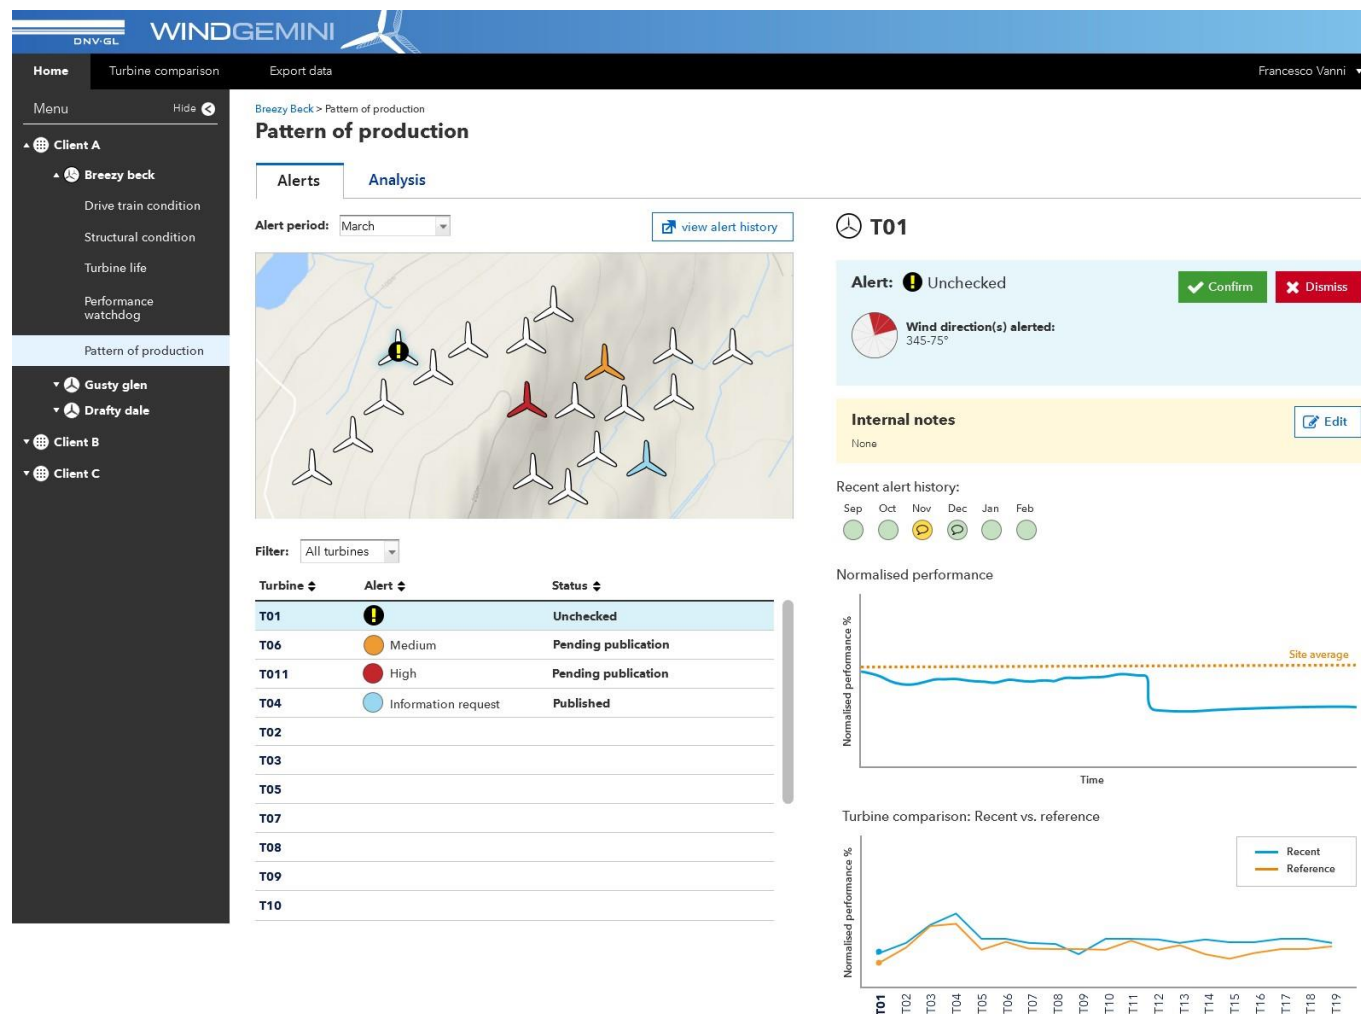 DNV·GL
WINDGEMINI
Home Turbine comparison Export data Francesco Vanni
Menu Hide
Client A
Breezy beck
Drive train condition
Structural condition
Turbine life
Performance
watchdog
Pattern of production
Gusty glen
Drafty dale
Client B
Client C
Breezy Beck > Pattern of production
Pattern of production
Alerts Analysis
Alert period: March view alert history
Filter: All turbines
Turbine Alert Status
T01 ! Unchecked
T06 Medium Pending publication
T011 High Pending publication
T04 Information request Published
T02
T03
T05
T07
T08
T09
T10
T01
Alert: ! Unchecked Confirm Dismiss
Wind direction(s) alerted:
345-75°
Internal notes Edit
None
Recent alert history:
Sep Oct Nov Dec Jan Feb
Normalised performance
Normalised performance %
Site average
Time
Turbine comparison: Recent vs. reference
Normalised performance %
Recent
Reference
T01 T02 T03 T04 T05 T06 T07 T08 T09 T10 T11 T12 T13 T14 T15 T16 T17 T18 T19